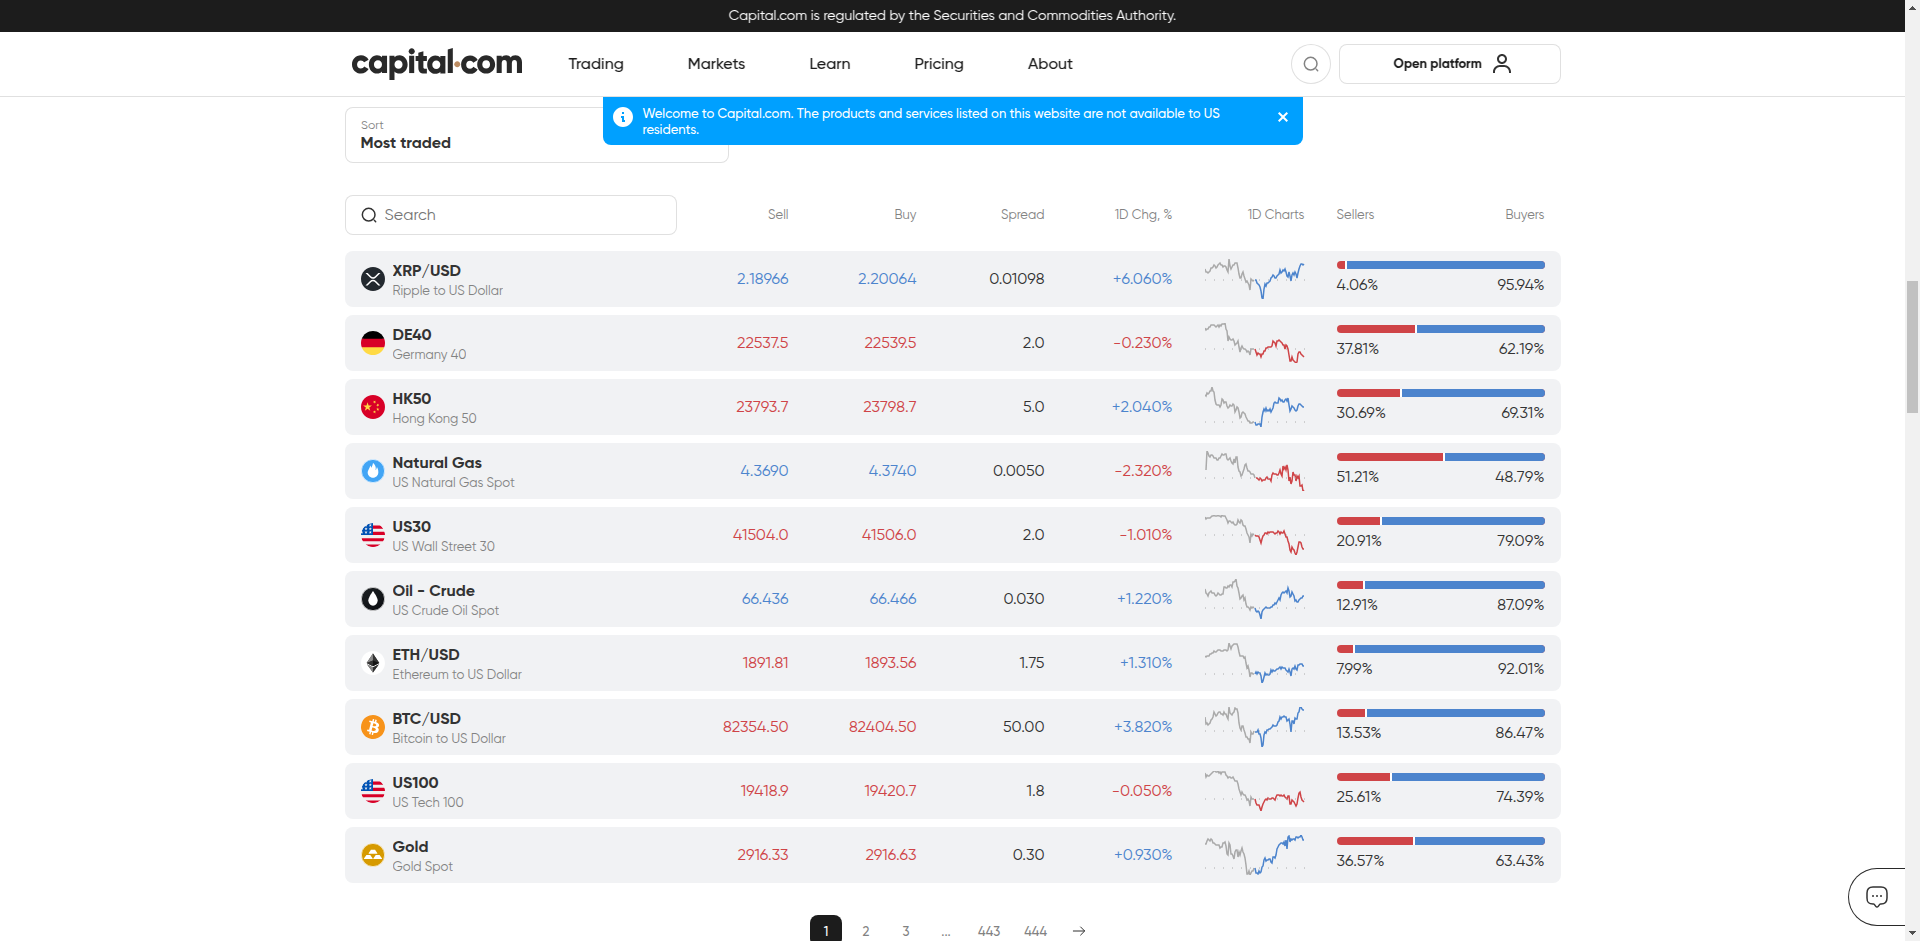 Capital.com is regulated by the Securities and Commodities Authority.
capital.com Trading Markets Learn Pricing About Open platform
Welcome to Capital.com. The products and services listed on this website are not available to US
residents.
Sort
Most traded
Search Sell Buy Spread 1D Chg, % 1D Charts Sellers Buyers
XRP/USD
Ripple to US Dollar
2.18966 2.20064 0.01098 +6.060% 4.06% 95.94%
DE40
Germany 40
22537.5 22539.5 2.0 -0.230% 37.81% 62.19%
HK50
Hong Kong 50
23793.7 23798.7 5.0 +2.040% 30.69% 69.31%
Natural Gas
US Natural Gas Spot
4.3690 4.3740 0.0050 -2.320% 51.21% 48.79%
US30
US Wall Street 30
41504.0 41506.0 2.0 -1.010% 20.91% 79.09%
Oil - Crude
US Crude Oil Spot
66.436 66.466 0.030 +1.220% 12.91% 87.09%
ETH/USD
Ethereum to US Dollar
1891.81 1893.56 1.75 +1.310% 7.99% 92.01%
BTC/USD
Bitcoin to US Dollar
82354.50 82404.50 50.00 +3.820% 13.53% 86.47%
US100
US Tech 100
19418.9 19420.7 1.8 -0.050% 25.61% 74.39%
Gold
Gold Spot
2916.33 2916.63 0.30 +0.930% 36.57% 63.43%
1 2 3 ... 443 444